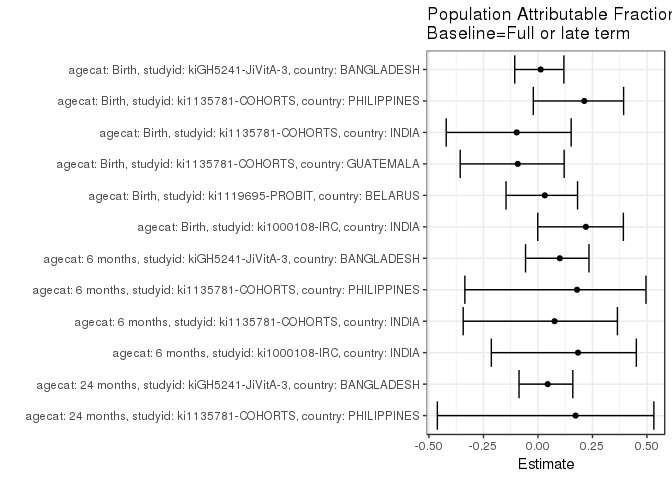 Population Attributable Fraction
Baseline=Full or late term
agecat: Birth, studyid: kiGH5241-JiVitA-3, country: BANGLADESH
agecat: Birth, studyid: ki1135781-COHORTS, country: PHILIPPINES
agecat: Birth, studyid: ki1135781-COHORTS, country: INDIA
agecat: Birth, studyid: ki1135781-COHORTS, country: GUATEMALA
agecat: Birth, studyid: ki1119695-PROBIT, country: BELARUS
agecat: Birth, studyid: ki1000108-IRC, country: INDIA
agecat: 6 months, studyid: kiGH5241-JiVitA-3, country: BANGLADESH
agecat: 6 months, studyid: ki1135781-COHORTS, country: PHILIPPINES
agecat: 6 months, studyid: ki1135781-COHORTS, country: INDIA
agecat: 6 months, studyid: ki1000108-IRC, country: INDIA
agecat: 24 months, studyid: kiGH5241-JiVitA-3, country: BANGLADESH
agecat: 24 months, studyid: ki1135781-COHORTS, country: PHILIPPINES
-0.50 -0.25 0.00 0.25 0.50
Estimate